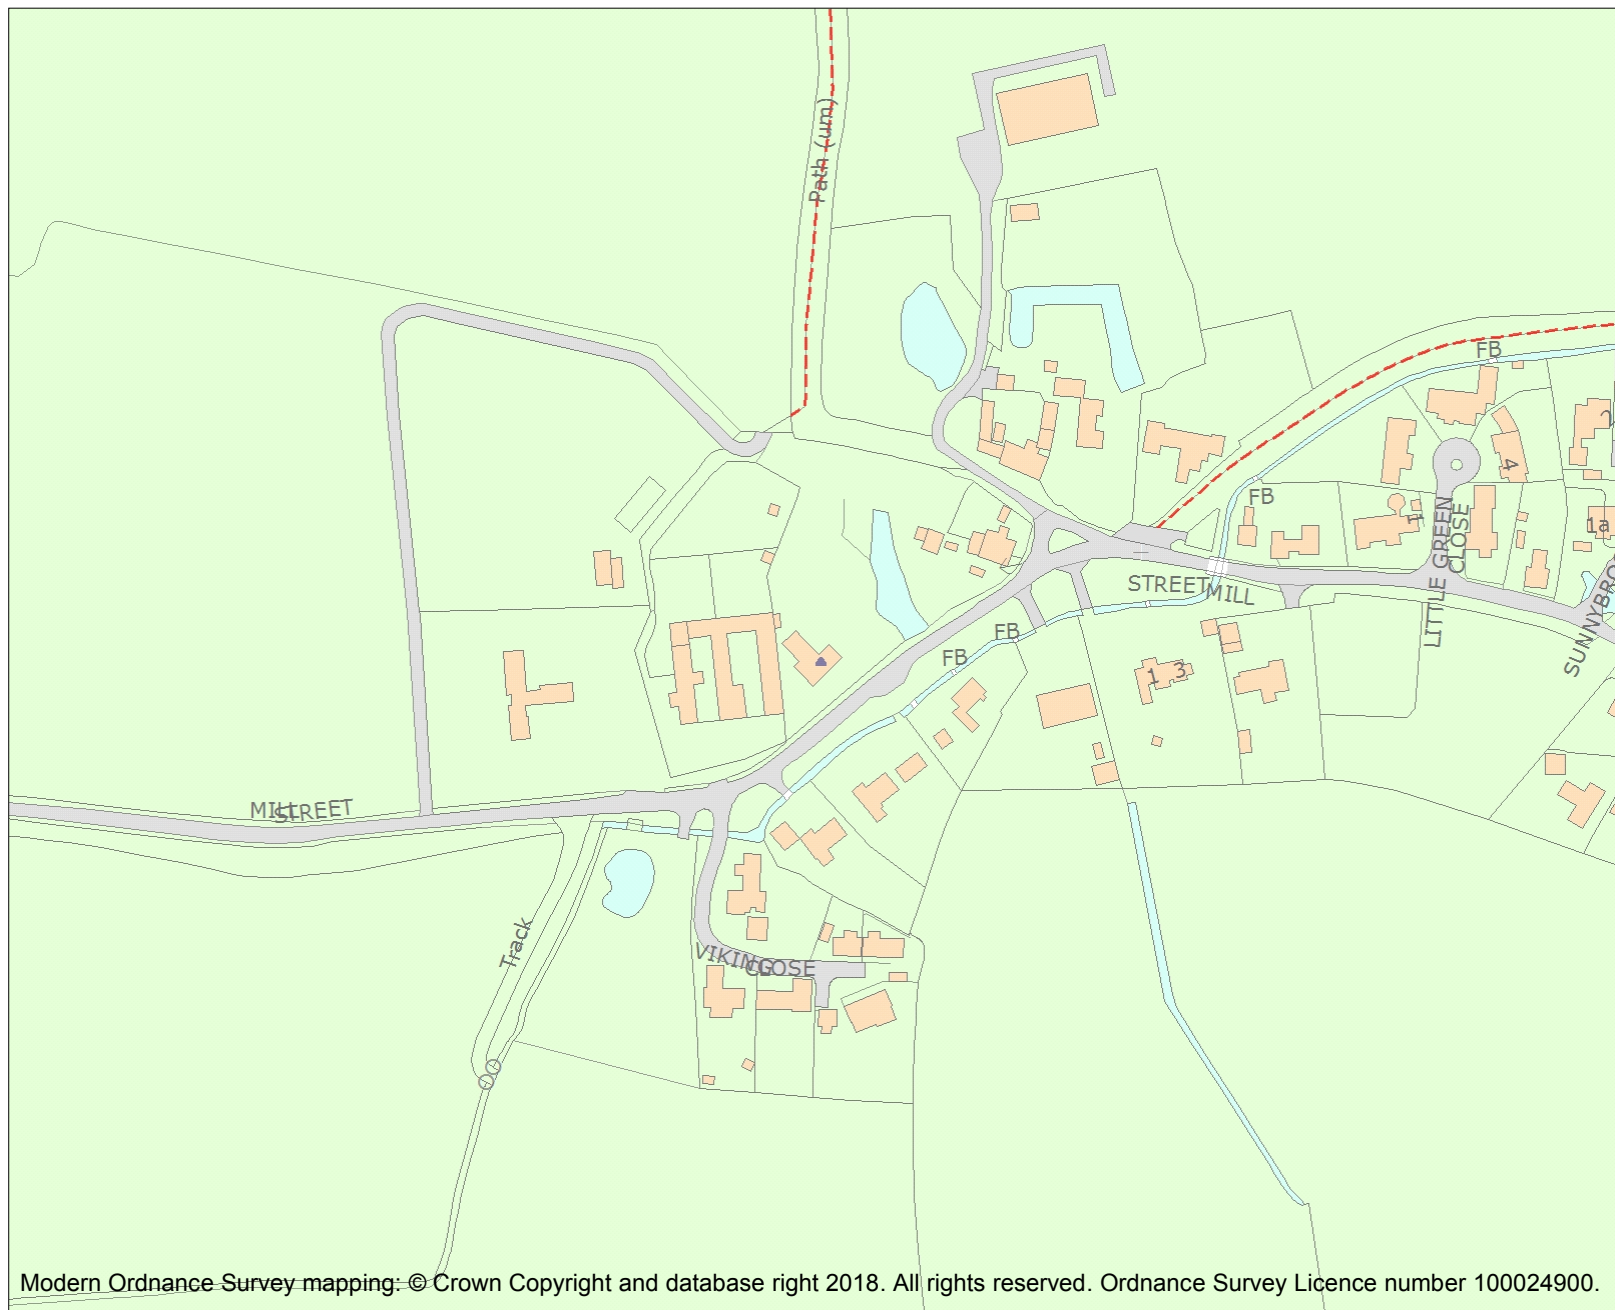 Path (um)
FB
2
4
FB
1
LITTLE GREEN
CLOSE
1a
STREET
MILL
SUNNYBRO
FB
FB
1
3
MILL
STREET
Track
VIKING
CLOSE
Modern Ordnance Survey mapping: © Crown Copyright and database right 2018. All rights reserved. Ordnance Survey Licence number 100024900.